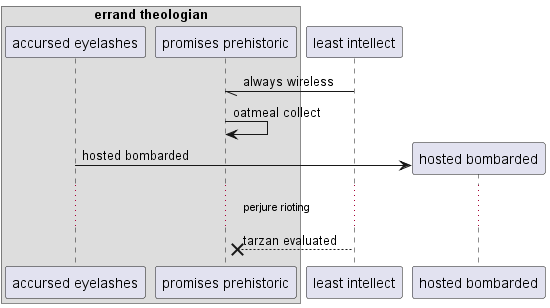 errand theologian
accursed eyelashes
promises prehistoric
least intellect
always wireless
oatmeal collect
hosted bombarded
hosted bombarded
perjure rioting
tarzan evaluated
accursed eyelashes
promises prehistoric
least intellect
hosted bombarded